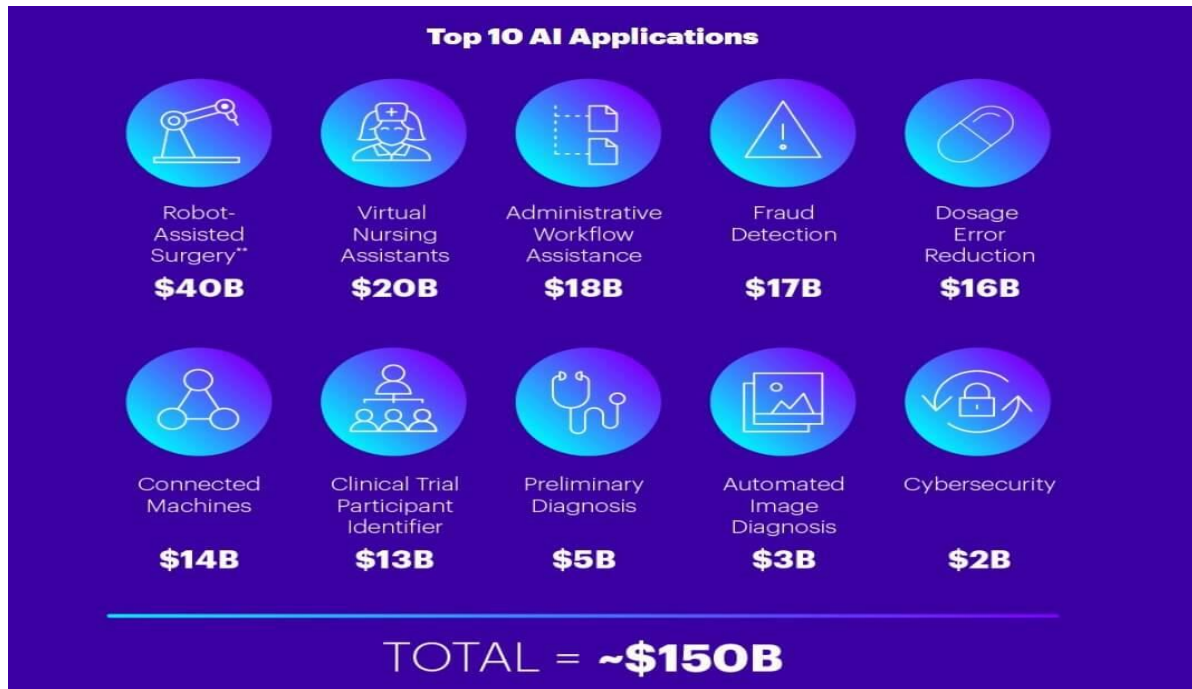 Top 10 AI Applications
Robot-
Assisted
Surgery**
$40B
Virtual
Nursing
Assistants
$20B
Administrative
Workflow
Assistance
$18B
Fraud
Detection
$17B
Dosage
Error
Reduction
$16B
Connected
Machines
$14B
Clinical Trial
Participant
Identifier
$13B
Preliminary
Diagnosis
$5B
Automated
Image
Diagnosis
$3B
Cybersecurity
$2B
TOTAL = ~$150B